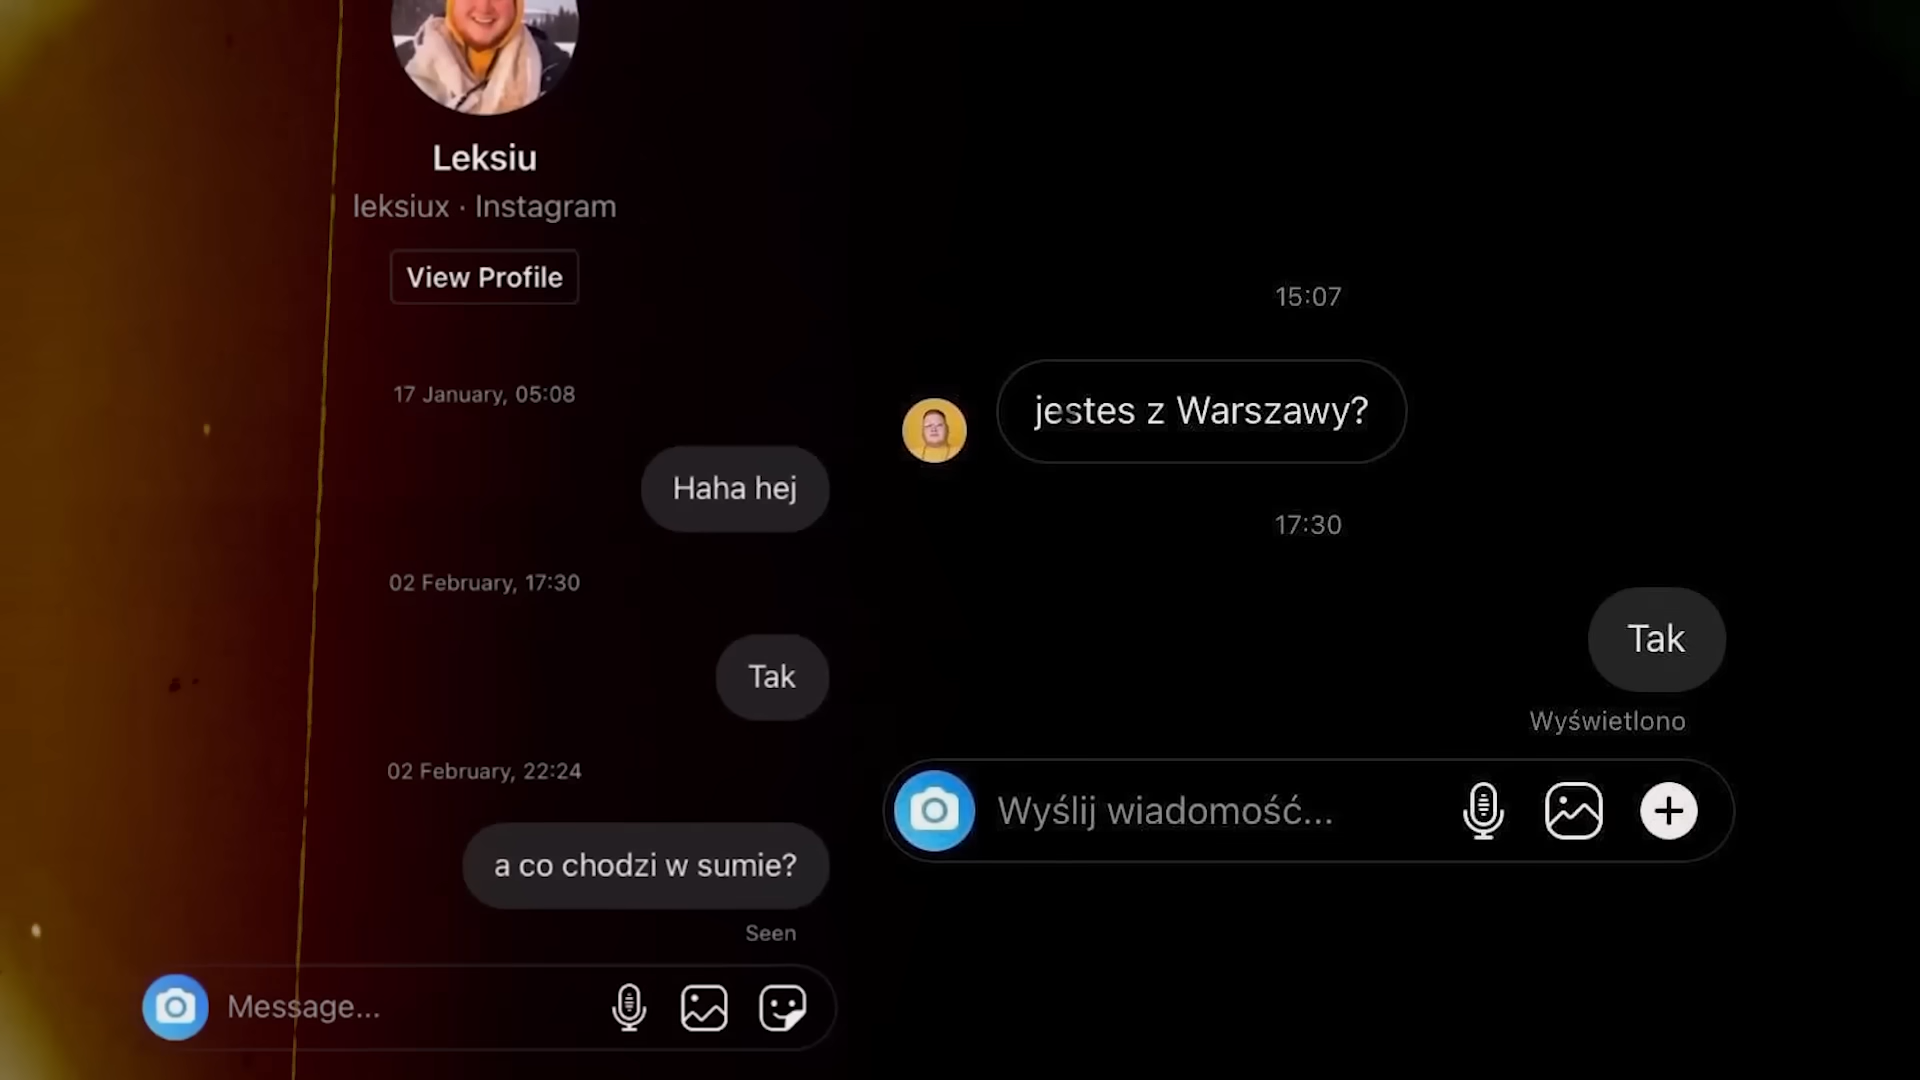 Leksiu
leksiux · Instagram
View Profile
17 January, 05:08
Haha hej
02 February, 17:30
Tak
02 February, 22:24
a co chodzi w sumie?
Seen
Message...
15:07
jestes z Warszawy?
17:30
Tak
Wyświetlono
Wyślij wiadomość...